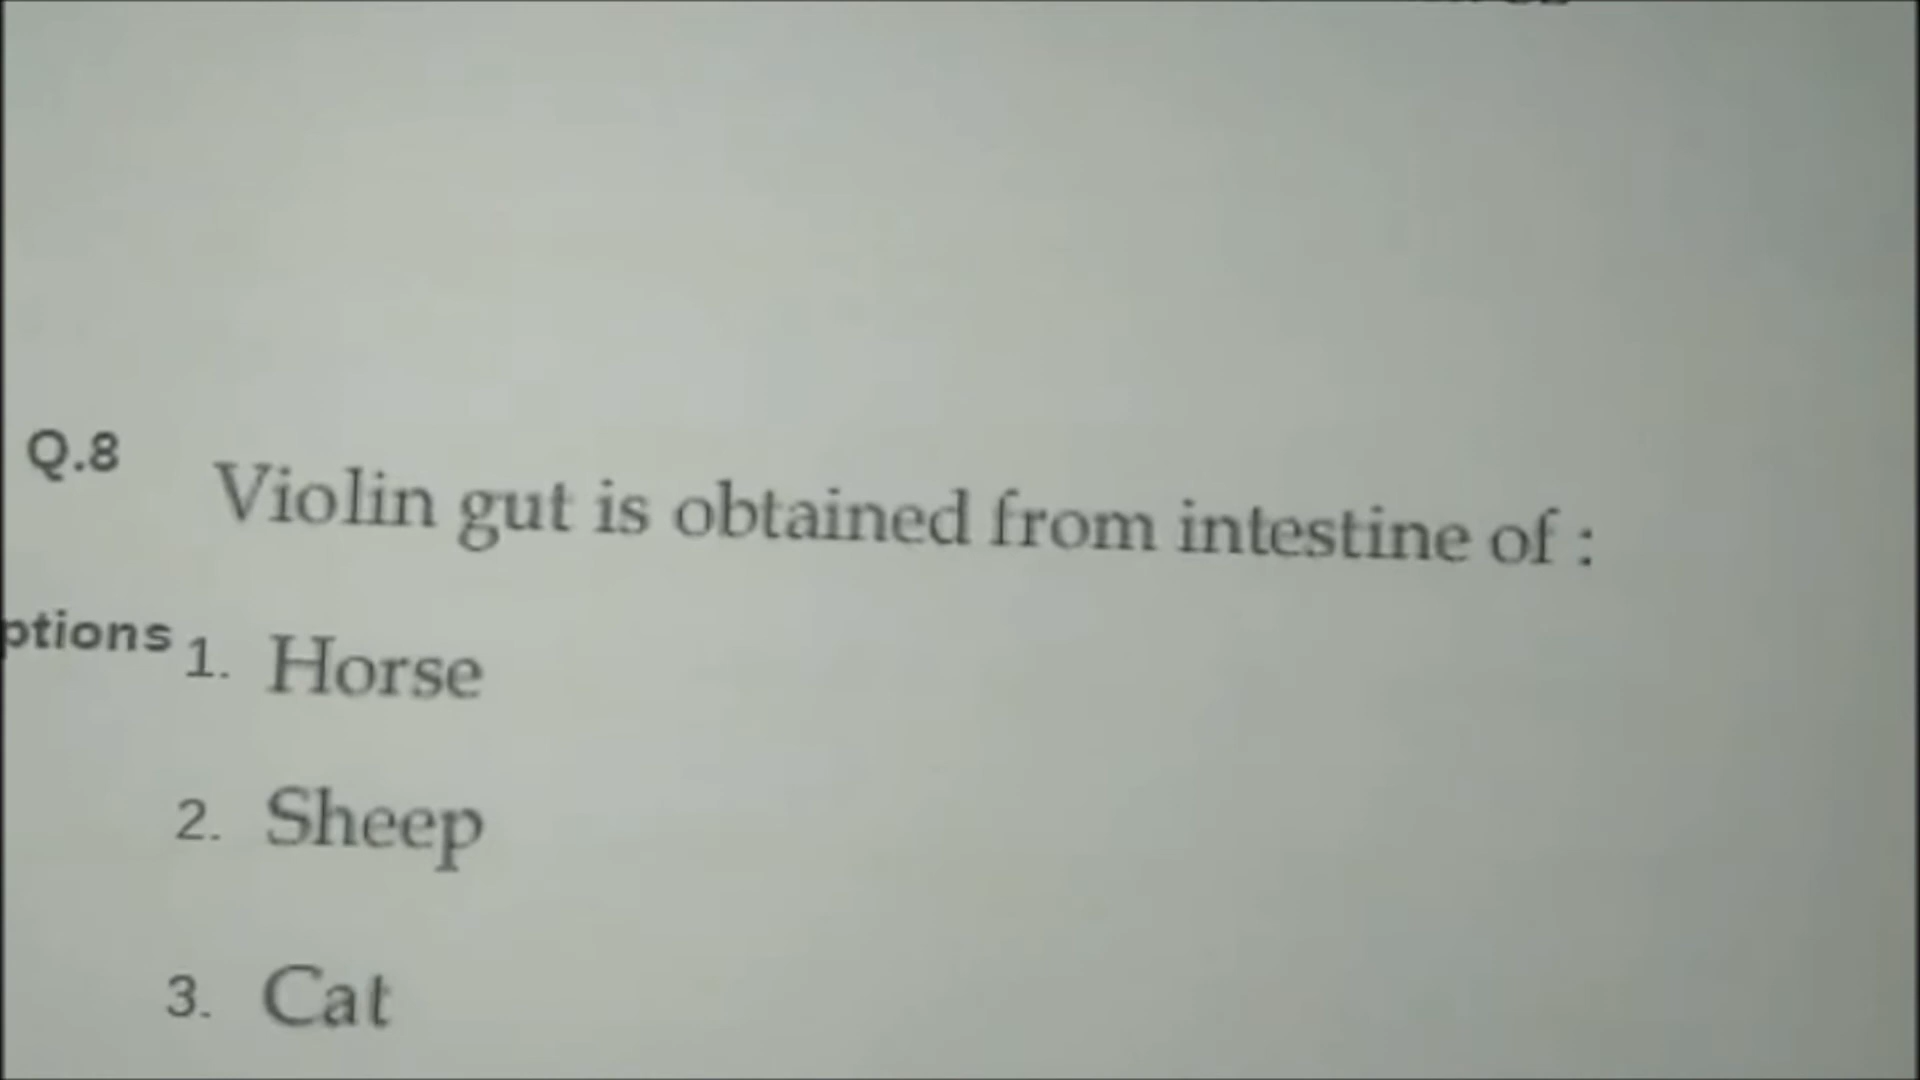 Q.8 Violin gut is obtained from intestine of :
ptions 1. Horse
2. Sheep
3. Cat